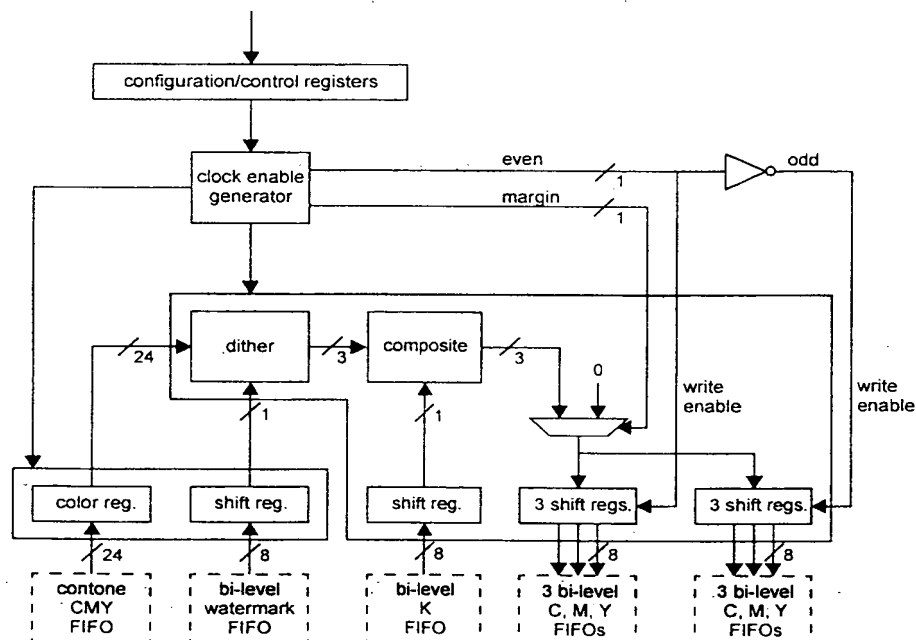 configuration/control registers
even
odd
1
clock enable
generator
margin
1
24
dither
3
composite
3
0
1
1
write
enable
write
enable
color reg.
shift reg.
shift reg.
3 shift regs.
3 shift regs.
24
8
8
8
8
contone
CMY
FIFO
bi-level
watermark
FIFO
bi-level
K
FIFO
3 bi-level
C, M, Y
FIFOs
3 bi-level
C, M, Y
FIFOs